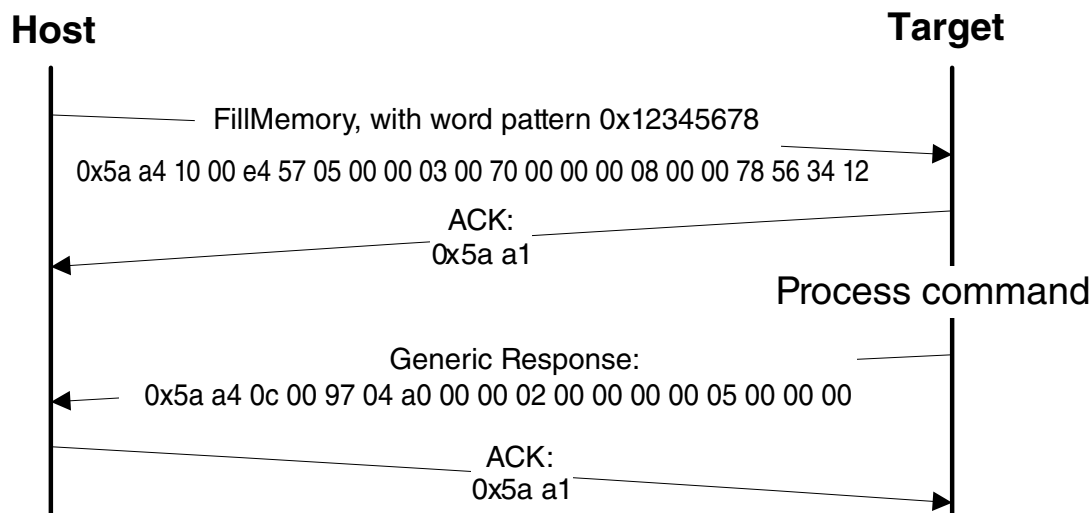 Host
Target
FillMemory, with word pattern 0x12345678
0x5a a4 10 00 e4 57 05 00 00 03 00 70 00 00 00 08 00 00 78 56 34 12
ACK:
0x5a a1
Process command
Generic Response:
0x5a a4 0c 00 97 04 a0 00 00 02 00 00 00 00 05 00 00 00
ACK:
0x5a a1